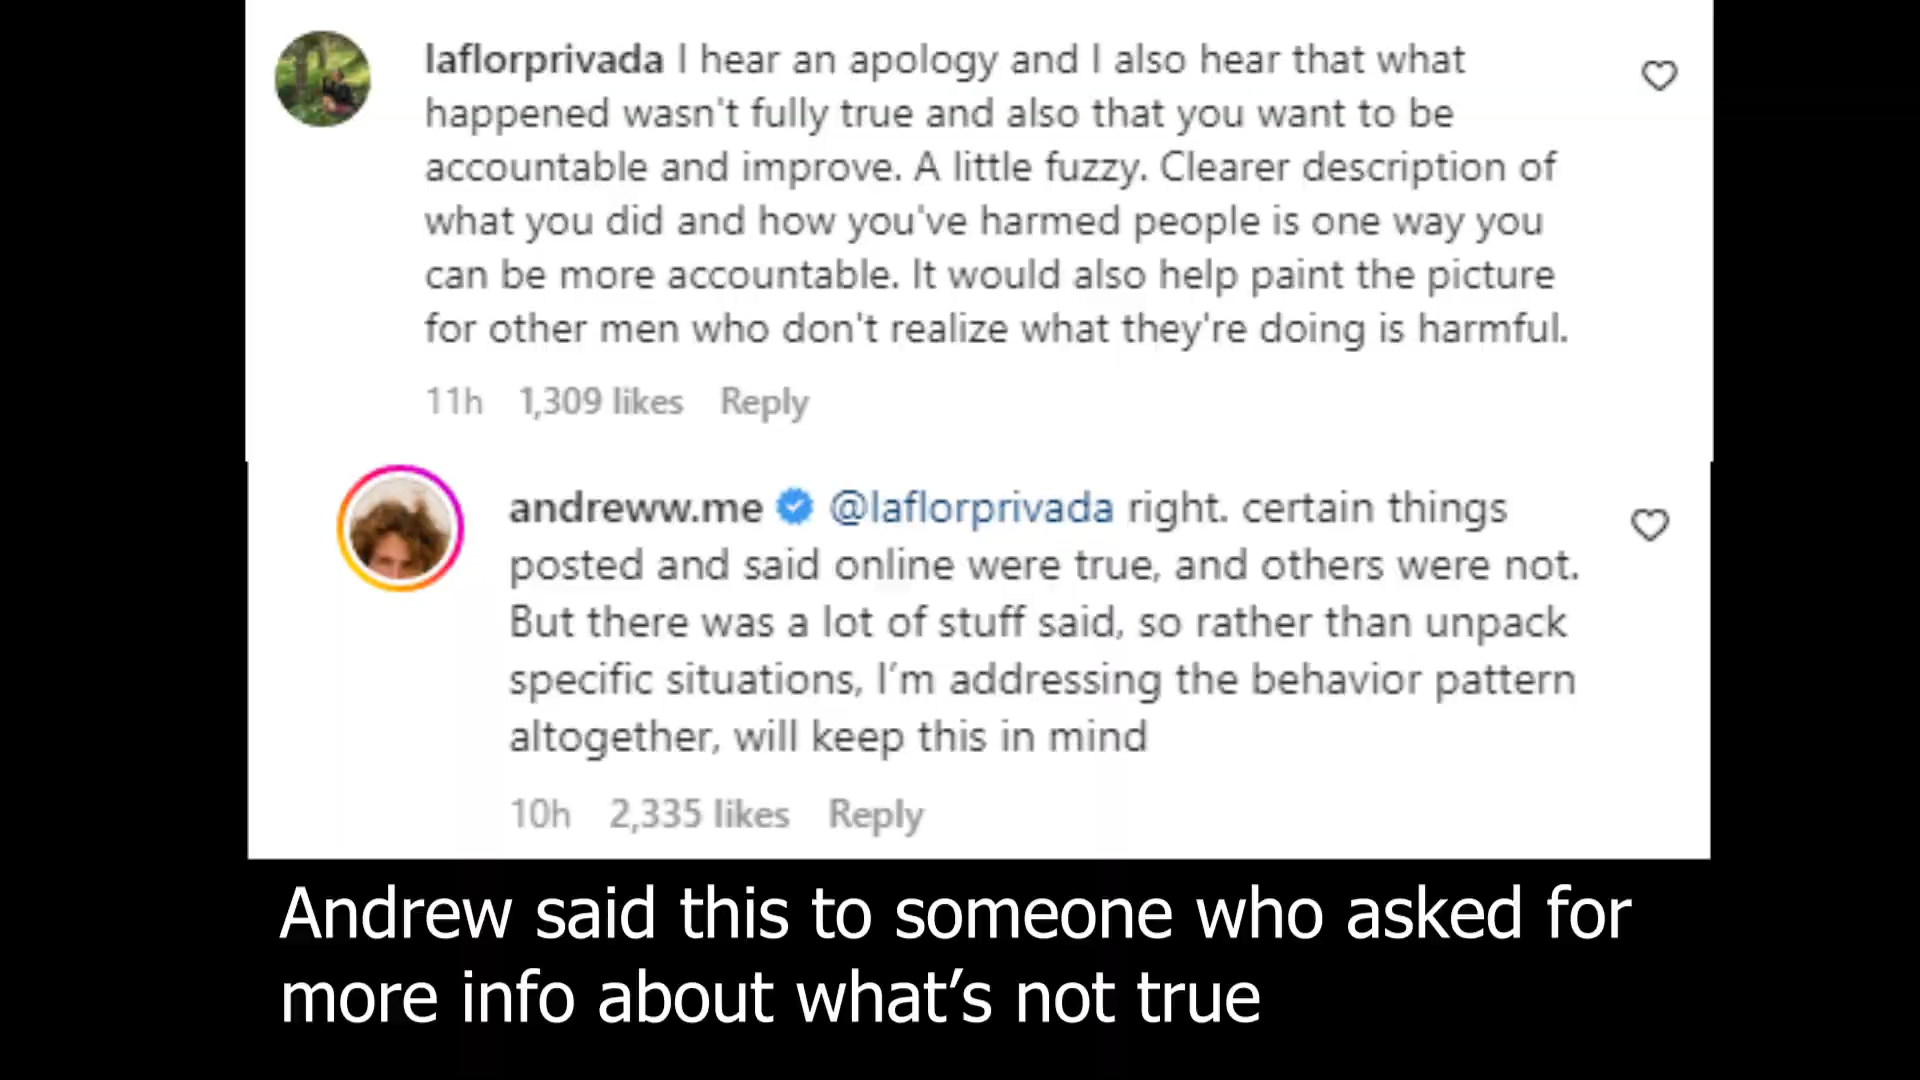 laflorprivada I hear an apology and I also hear that what
happened wasn't fully true and also that you want to be
accountable and improve. A little fuzzy. Clearer description of
what you did and how you've harmed people is one way you
can be more accountable. It would also help paint the picture
for other men who don't realize what they're doing is harmful.
11h 1,309 likes Reply
andreww.me @laflorprivada right. certain things
posted and said online were true, and others were not.
But there was a lot of stuff said, so rather than unpack
specific situations, I'm addressing the behavior pattern
altogether, will keep this in mind
10h 2,335 likes Reply
Andrew said this to someone who asked for
more info about what's not true